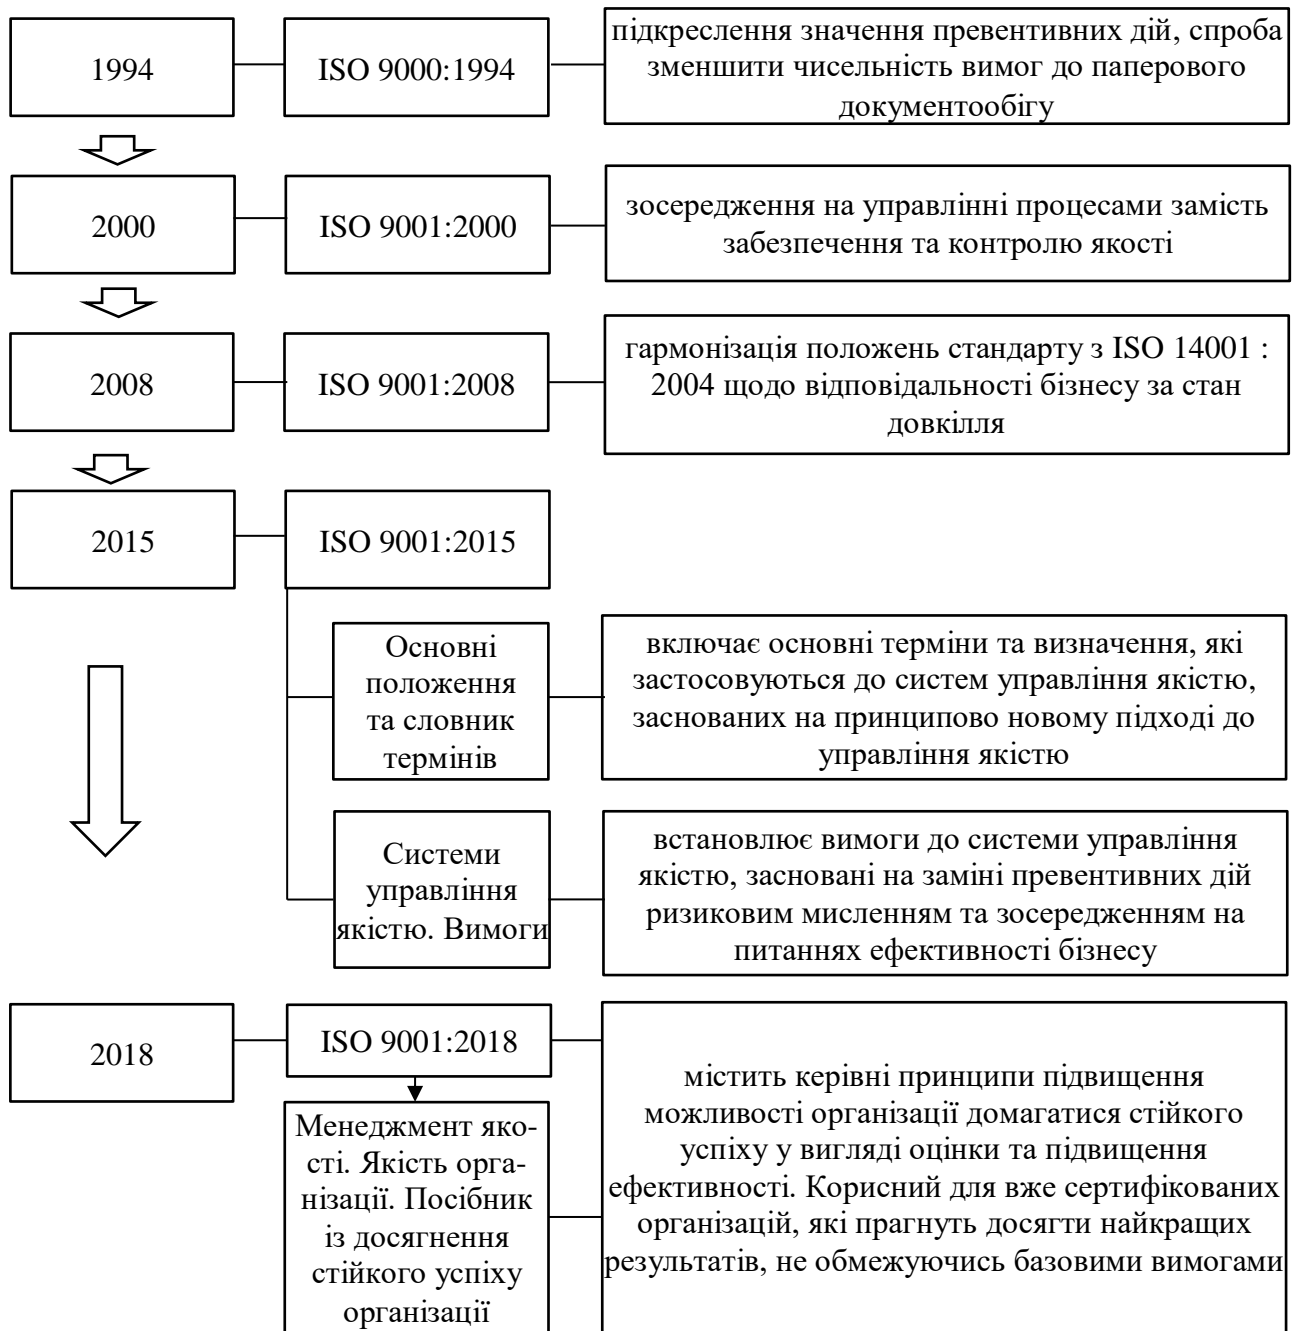 1994
ISO 9000:1994
підкреслення значення превентивних дій, спроба
зменшити чисельність вимог до паперового
документообігу
2000
ISO 9001:2000
зосередження на управлінні процесами замість
забезпечення та контролю якості
2008
ISO 9001:2008
гармонізація положень стандарту з ISO 14001 :
2004 щодо відповідальності бізнесу за стан
довкілля
2015
ISO 9001:2015
Основні
положення
та словник
термінів
включає основні терміни та визначення, які
застосовуються до систем управління якістю,
заснованих на принципово новому підході до
управління якістю
Системи
управління
якістю. Вимоги
встановлює вимоги до системи управління
якістю, засновані на заміні превентивних дій
ризиковим мисленням та зосередженням на
питаннях ефективності бізнесу
2018
ISO 9001:2018
Менеджмент яко-
сті. Якість орга-
нізації. Посібник
із досягнення
стійкого успіху
організації
містить керівні принципи підвищення
можливості організації домагатися стійкого
успіху у вигляді оцінки та підвищення
ефективності. Корисний для вже сертифікованих
організацій, які прагнуть досягти найкращих
результатів, не обмежуючись базовими вимогами